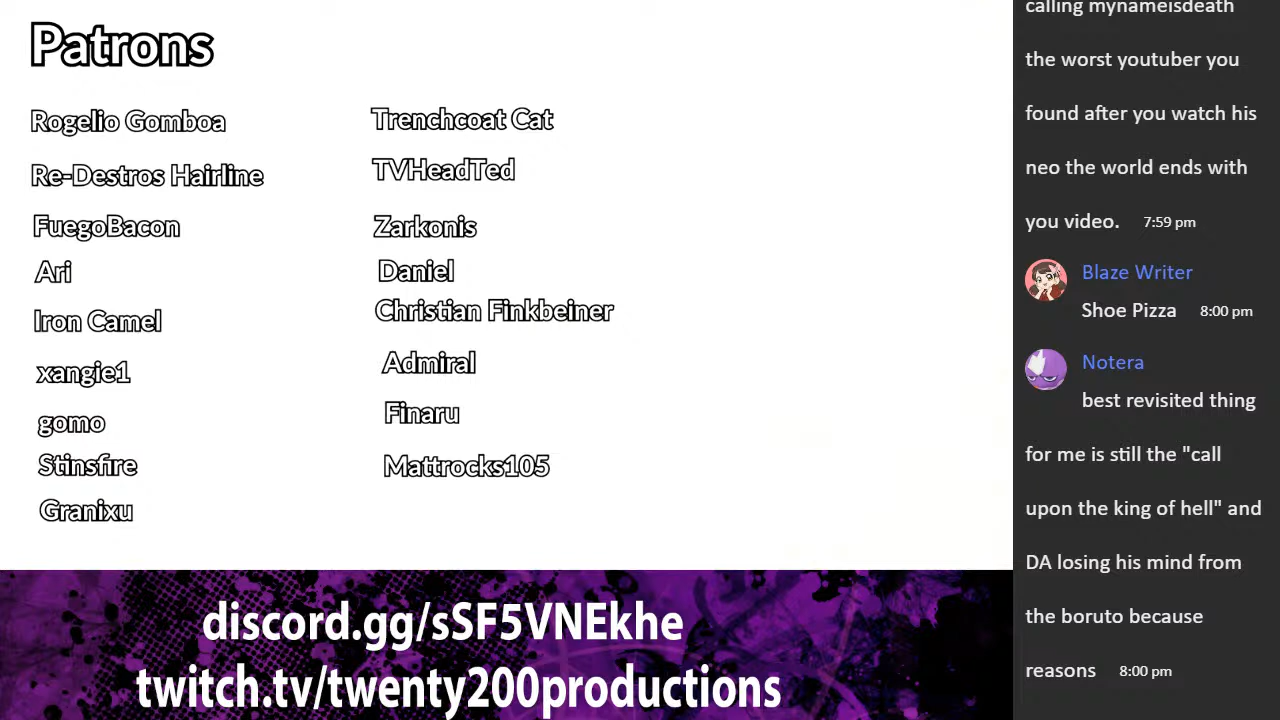 Patrons
Rogelio Gomboa
Re-Destros Hairline
FuegoBacon
Ari
Iron Camel
xangie1
gomo
Stinsfire
Granixu
Trenchcoat Cat
TVHeadTed
Zarkonis
Daniel
Christian Finkbeiner
Admiral
Finaru
Mattrocks105
discord.gg/sSF5VNEkhe
twitch.tv/twenty200productions
calling mynameisdeath
the worst youtuber you
found after you watch his
neo the world ends with
you video. 7:59 pm
Blaze Writer
Shoe Pizza 8:00 pm
Notera
best revisited thing
for me is still the "call
upon the king of hell" and
DA losing his mind from
the boruto because
reasons 8:00 pm